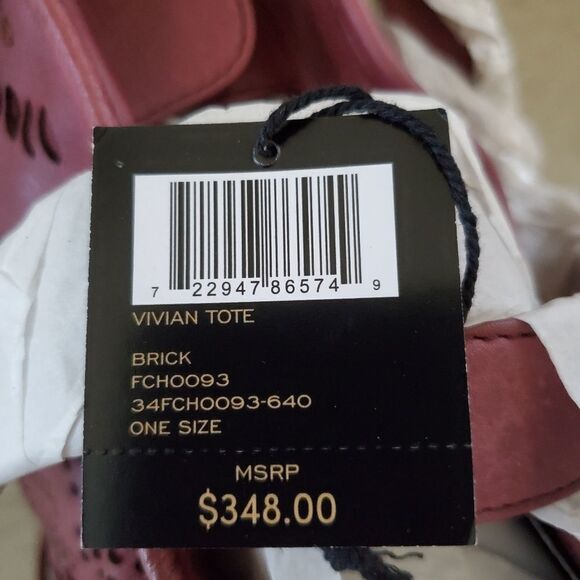 7 22947 86574 9
VIVIAN TOTE
BRICK
FCH0093
34FCH0093-640
ONE SIZE
MSRP
$348.00